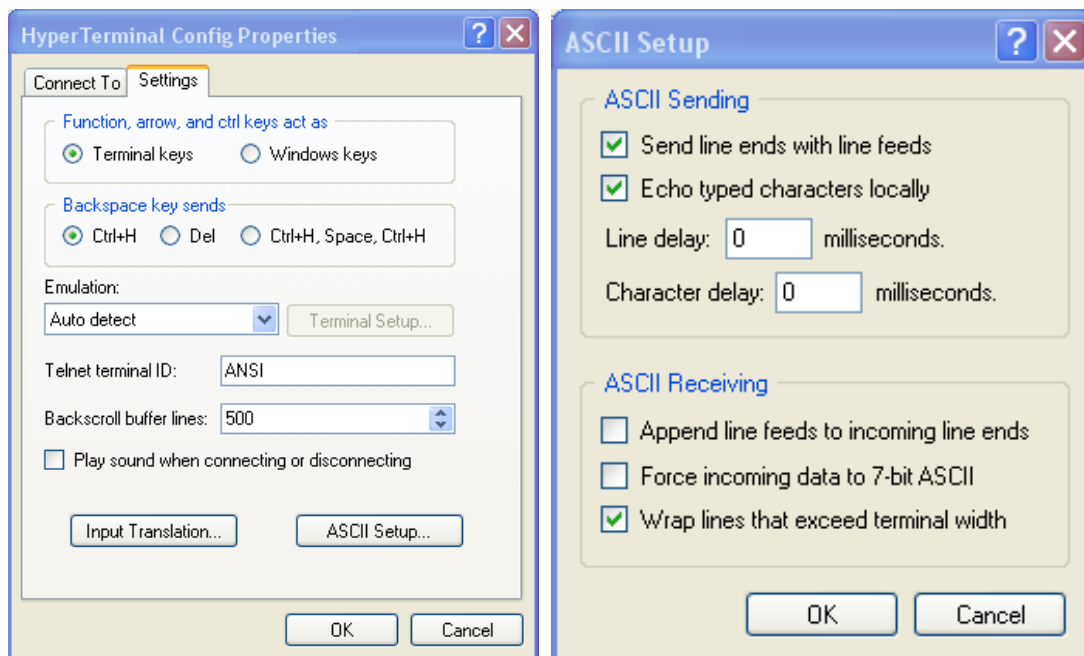 HyperTerminal Config Properties
Connect To Settings
Function, arrow, and ctrl keys act as
Terminal keys Windows keys
Backspace key sends
Ctrl+H Del Ctrl+H, Space, Ctrl+H
Emulation:
Auto detect Terminal Setup...
Telnet terminal ID: ANSI
Backscroll buffer lines: 500
Play sound when connecting or disconnecting
Input Translation... ASCII Setup...
OK Cancel
ASCII Setup
ASCII Sending
Send line ends with line feeds
Echo typed characters locally
Line delay: 0 milliseconds.
Character delay: 0 milliseconds.
ASCII Receiving
Append line feeds to incoming line ends
Force incoming data to 7-bit ASCII
Wrap lines that exceed terminal width
OK Cancel